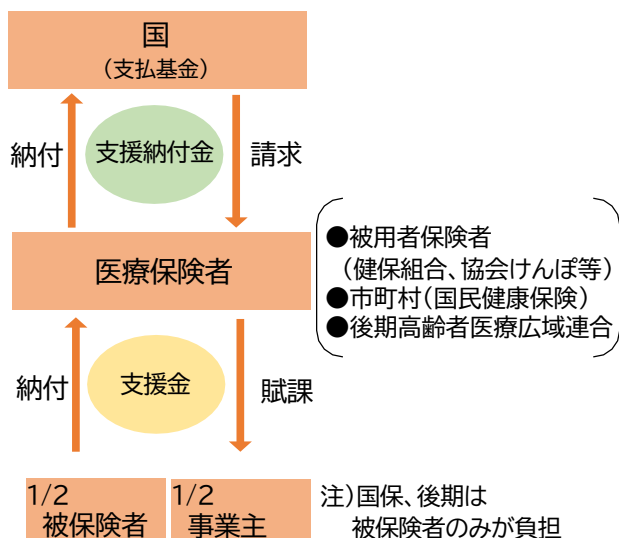 国
(支払基金)
納付
支援納付金
請求
医療保険者
●被用者保険者
(健保組合、協会けんぽ等)
●市町村(国民健康保険)
●後期高齢者医療広域連合
納付
支援金
賦課
1/2
被保険者
1/2
事業主
注)国保、後期は
被保険者のみが負担